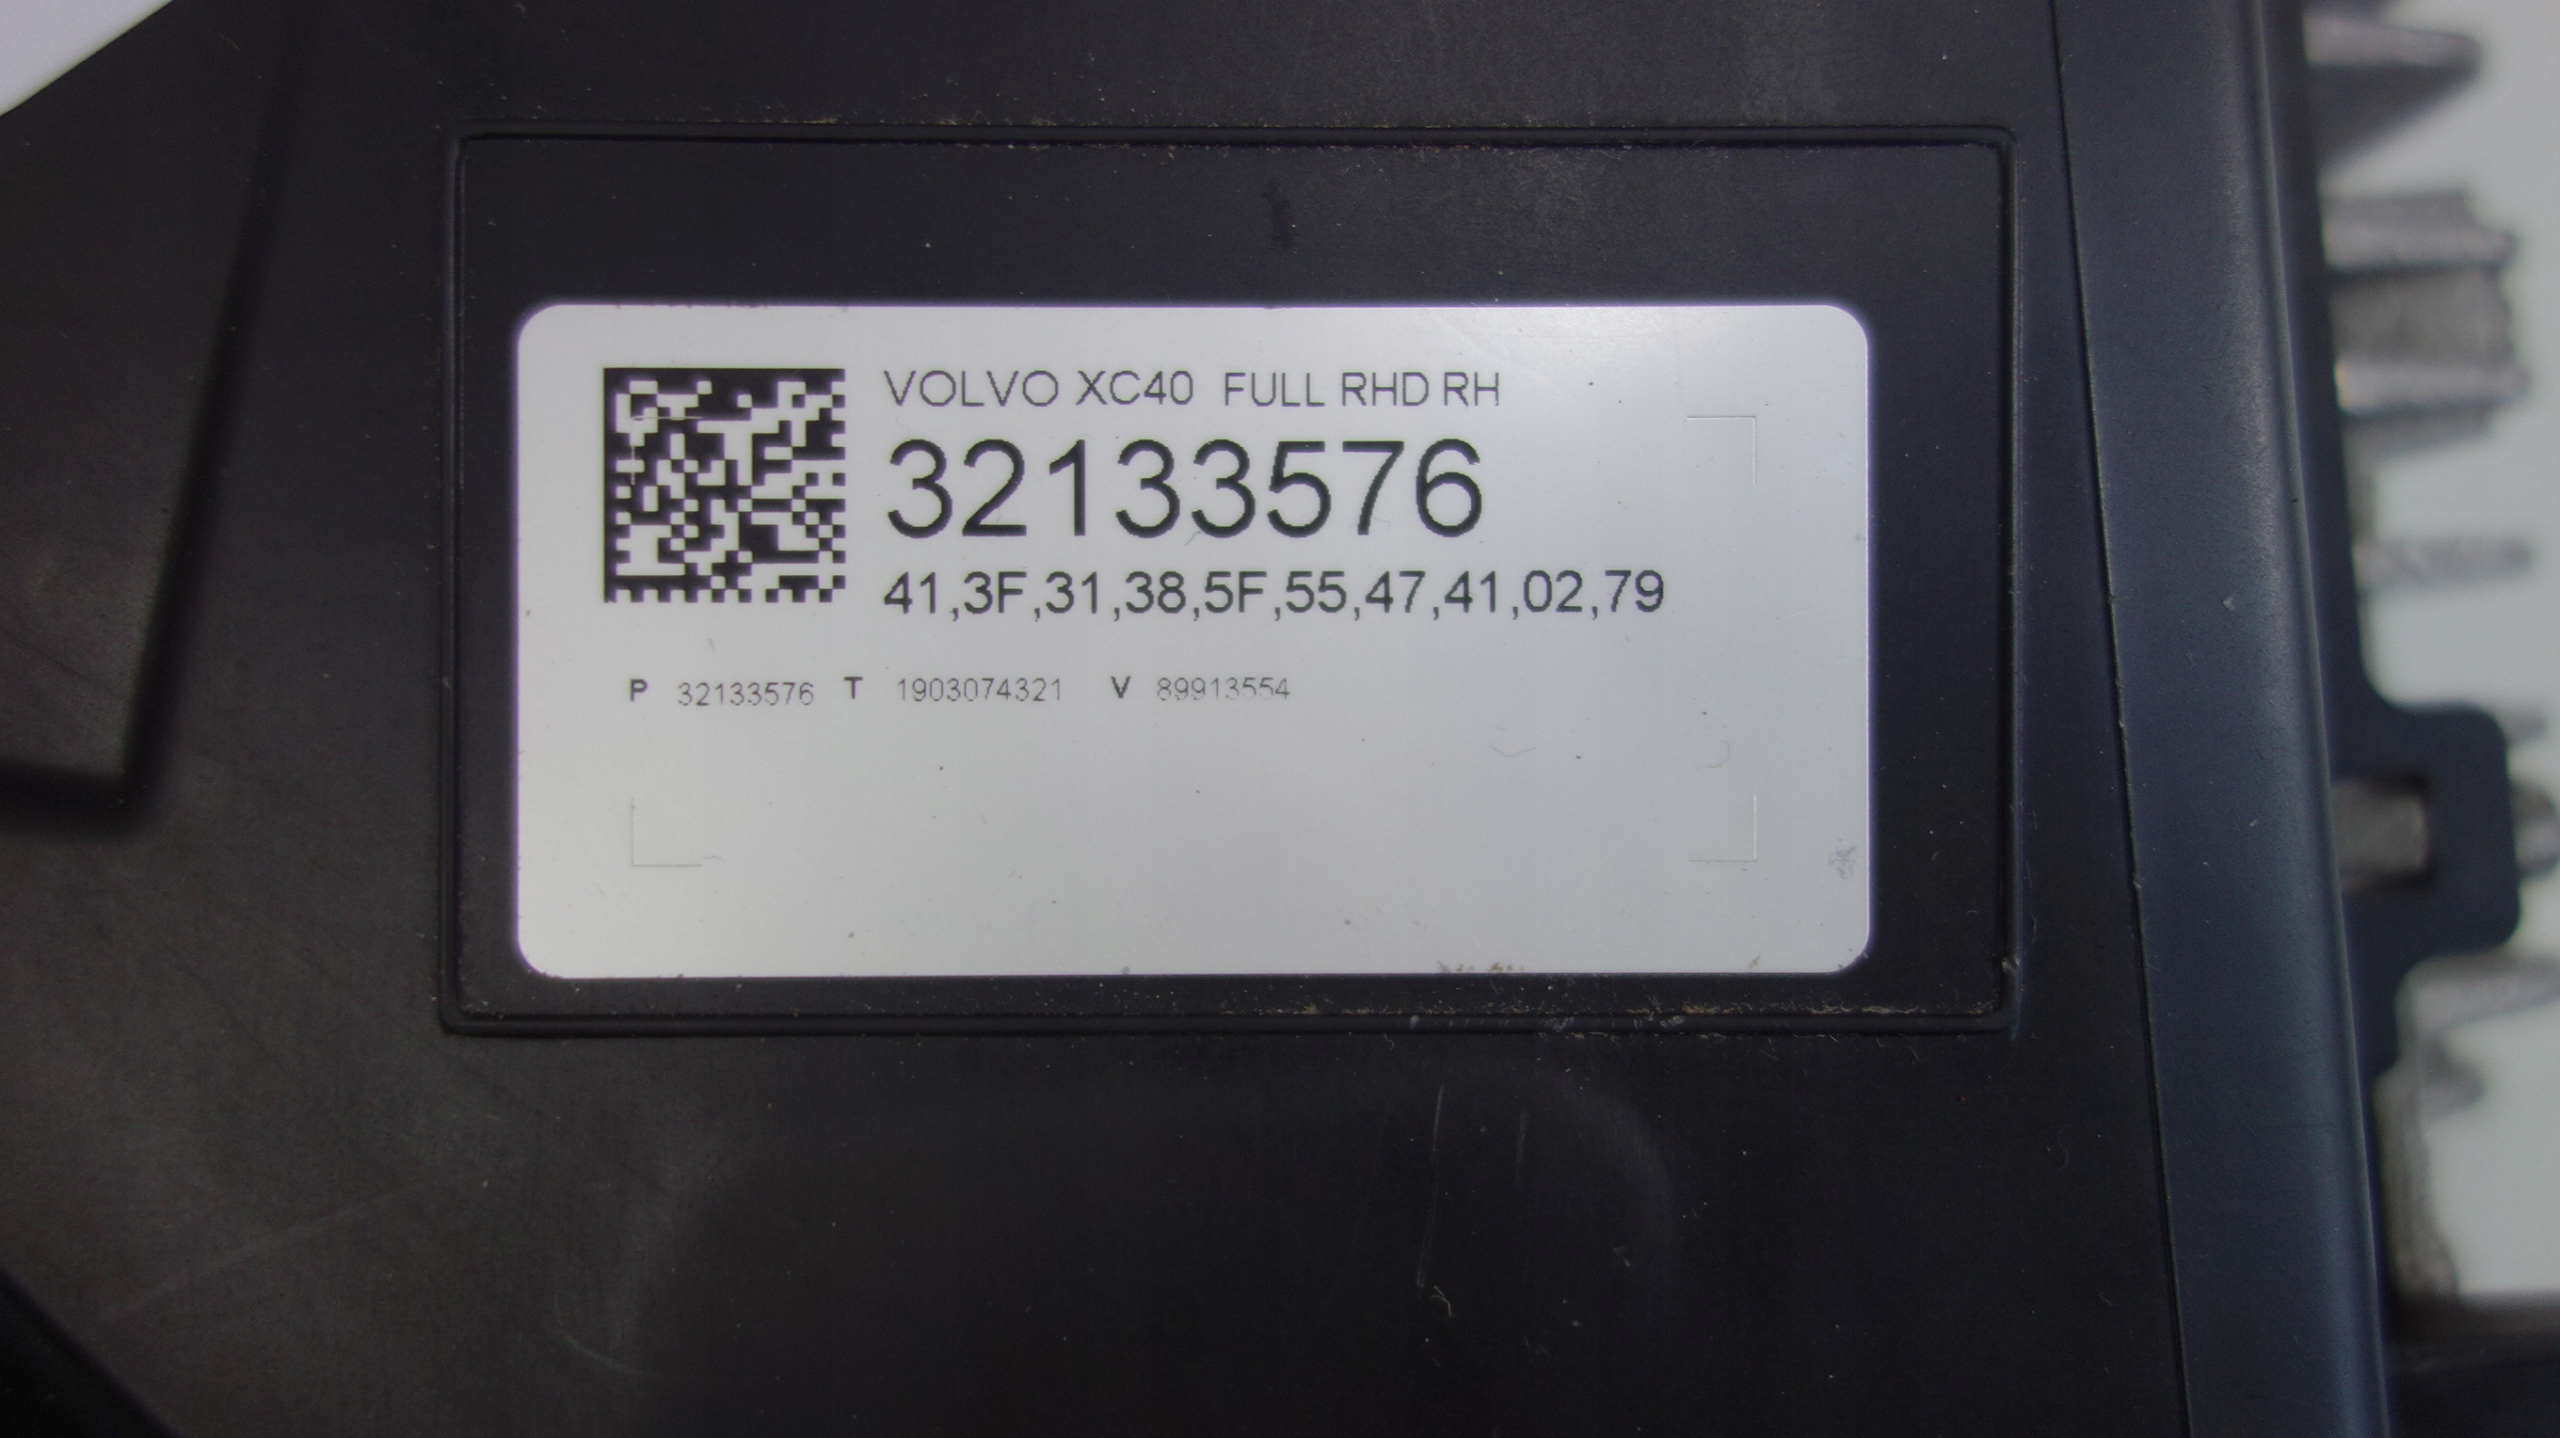 VOLVO XC40 FULL RHD RH
32133576
41,3F,31,38,5F,55,47,41,02,79
P 32133576 T 1903074321 V 89913554